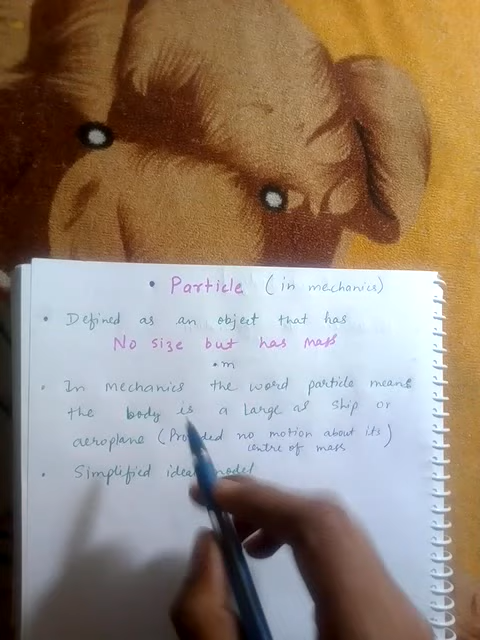 • Particle (in mechanics)
• Defined as an object that has
No size but has mass
•m
• In mechanics the word particle means
the body is a large as ship or
aeroplane (Provided no motion about its
centre of mass)
• Simplified ideal model